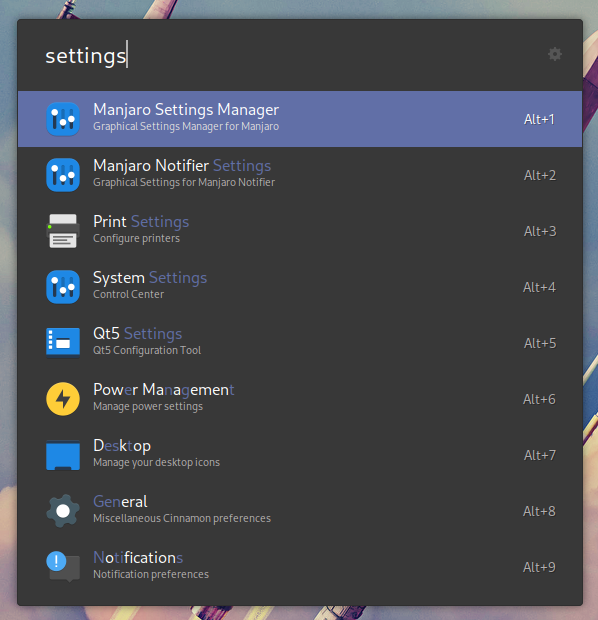 settings
Manjaro Settings Manager
Graphical Settings Manager for Manjaro
Alt+1
Manjaro Notifier Settings
Graphical Settings for Manjaro Notifier
Alt+2
Print Settings
Configure printers
Alt+3
System Settings
Control Center
Alt+4
Qt5 Settings
Qt5 Configuration Tool
Alt+5
Power Management
Manage power settings
Alt+6
Desktop
Manage your desktop icons
Alt+7
General
Miscellaneous Cinnamon preferences
Alt+8
Notifications
Notification preferences
Alt+9